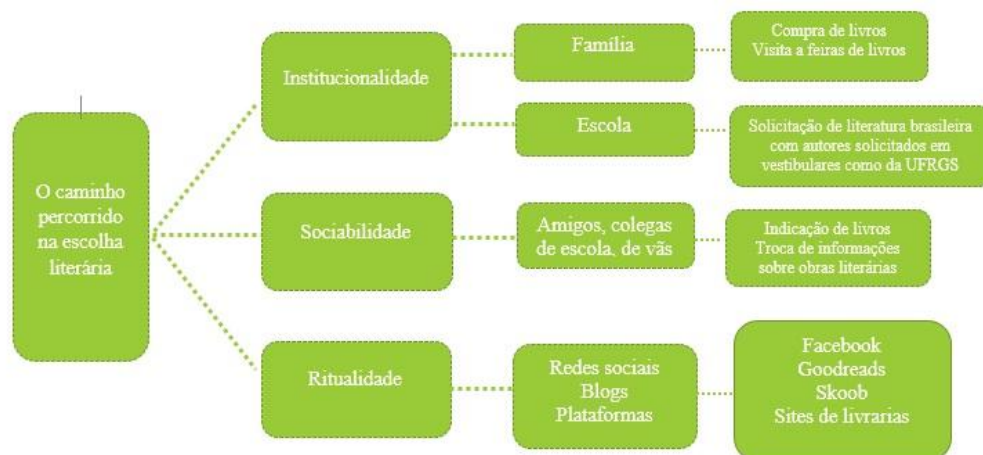 O caminho
percorrido
na escolha
literária
Institucionalidade
Família
Compra de livros
Visita a feiras de livros
Escola
Solicitação de literatura brasileira
com autores solicitados em
vestibulares como da UFRGS
Sociabilidade
Amigos, colegas
de escola, de vãs
Indicação de livros
Troca de informações
sobre obras literárias
Ritualidade
Redes sociais
Blogs
Plataformas
Facebook
Goodreads
Skoob
Sites de livrarias